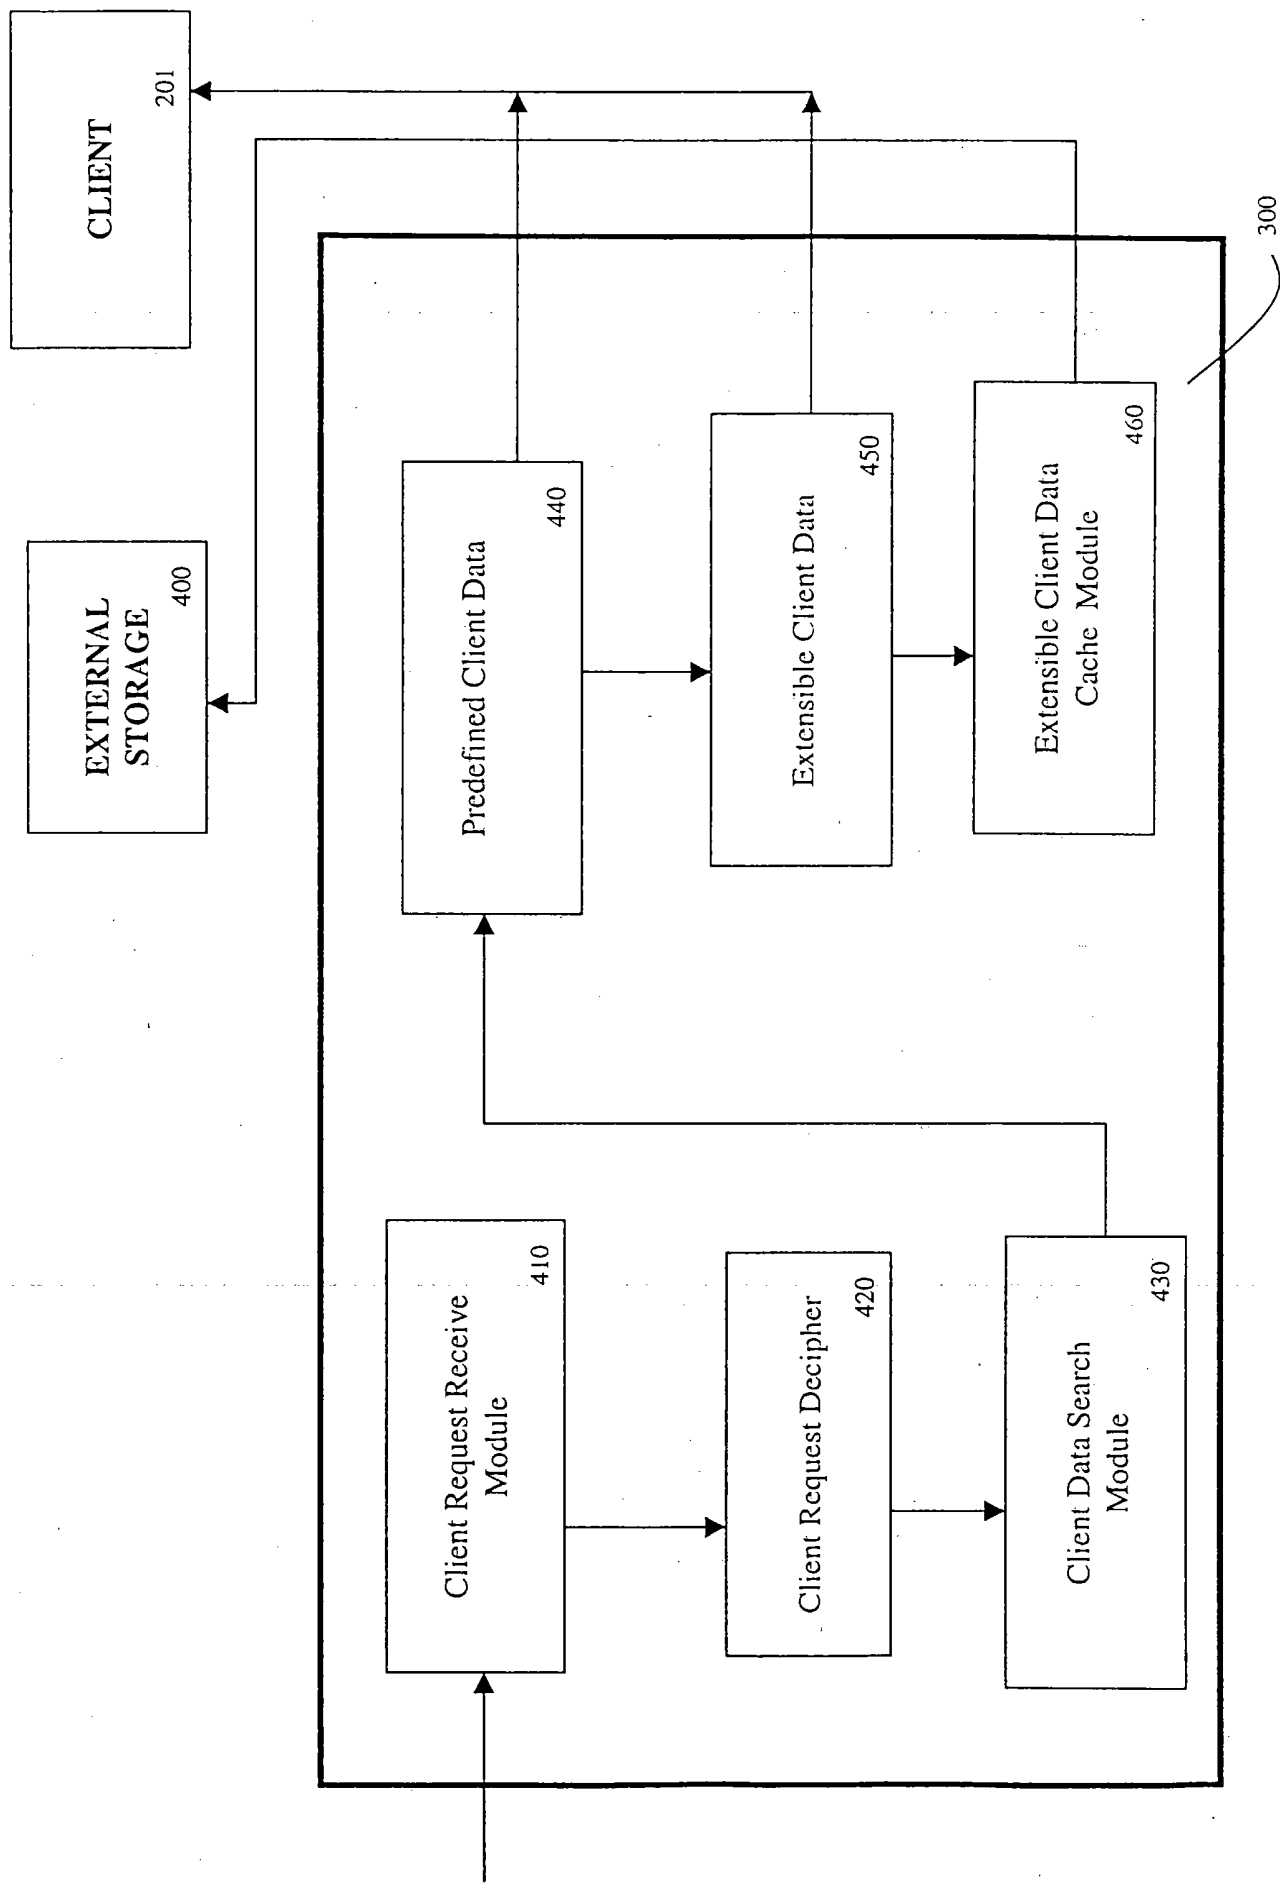 CLIENT
201
EXTERNAL
STORAGE
400
Client Request Receive
Module
410
Client Request Decipher
420
Client Data Search
Module
430
Predefined Client Data
440
Extensible Client Data
450
Extensible Client Data
Cache Module
460
300